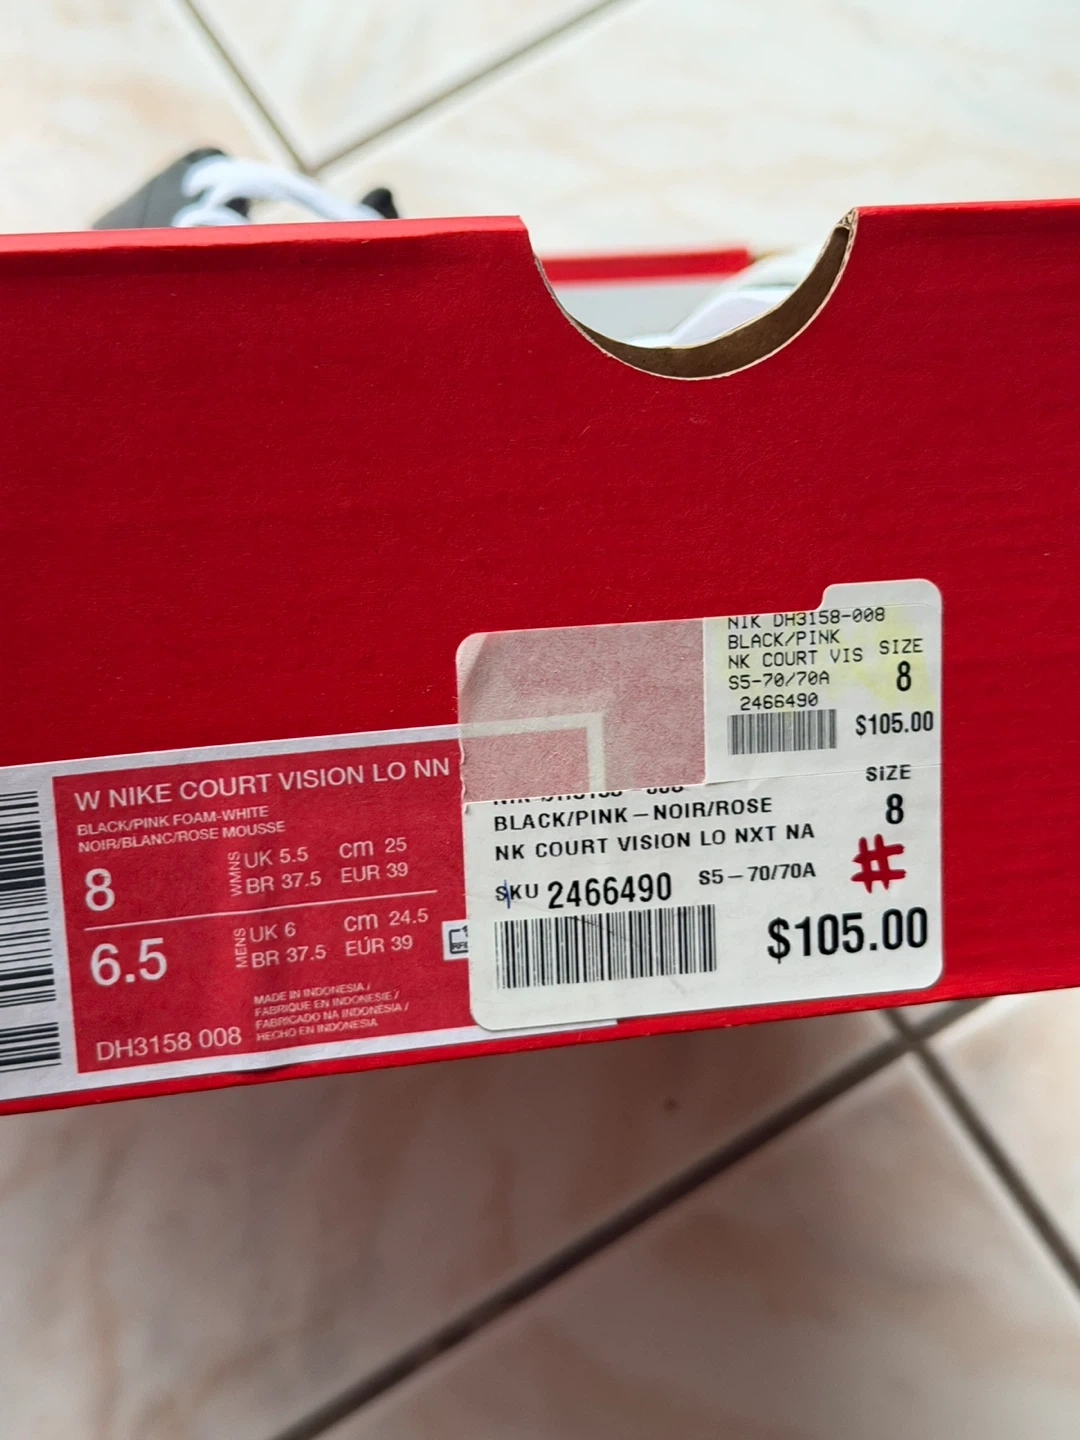 W NIKE COURT VISION LO NN
BLACK/PINK FOAM-WHITE
NOIR/BLANC/ROSE MOUSSE
8
WMNS
UK 5.5 cm 25
BR 37.5 EUR 39
6.5
MENS
UK 6 cm 24.5
BR 37.5 EUR 39
MADE IN INDONESIA /
FABRIQUE EN INDONESIE /
FABRICADO NA INDONESIA /
HECHO EN INDONESIA
DH3158 008
NIK DH3158-008
BLACK/PINK
NK COURT VIS SIZE
S5-70/70A 8
2466490
$105.00
SIZE
BLACK/PINK – NOIR/ROSE 8
NK COURT VISION LO NXT NA
#
SKU 2466490 S5–70/70A
$105.00